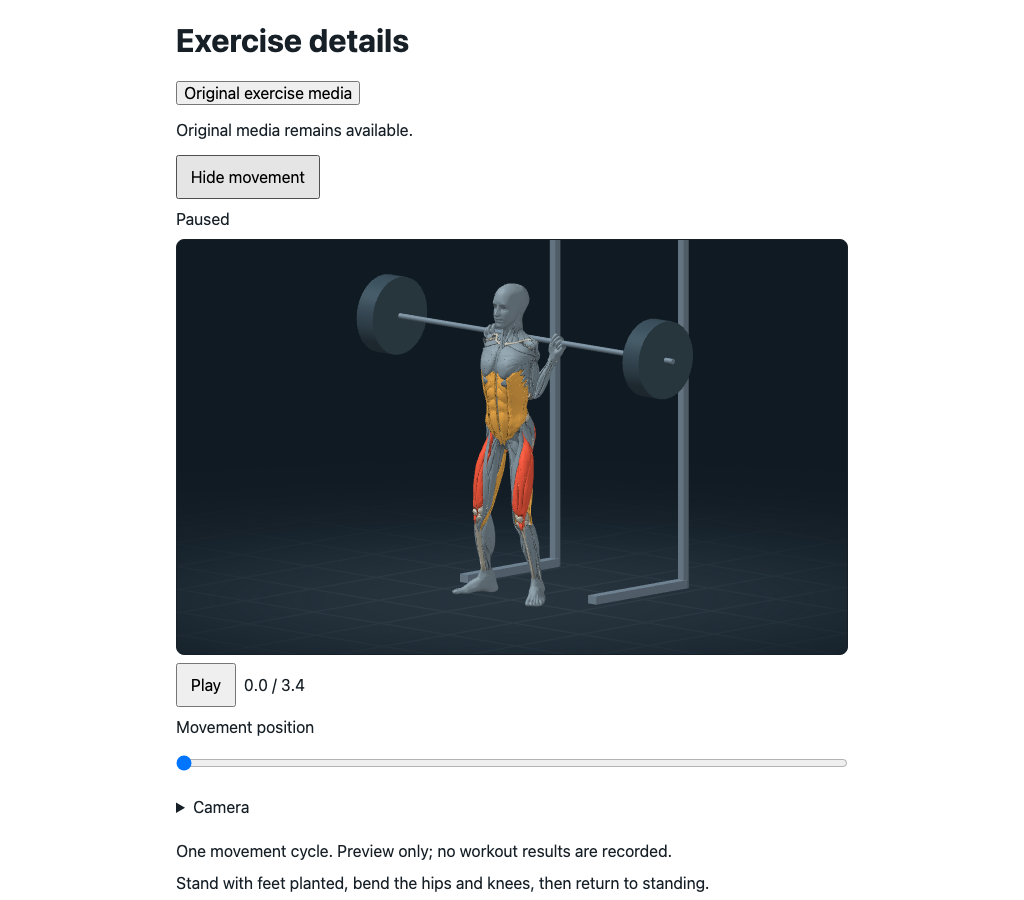 Exercise details
Original exercise media
Original media remains available.
Hide movement
Paused
Play
0.0 / 3.4
Movement position
Camera
One movement cycle. Preview only; no workout results are recorded.
Stand with feet planted, bend the hips and knees, then return to standing.